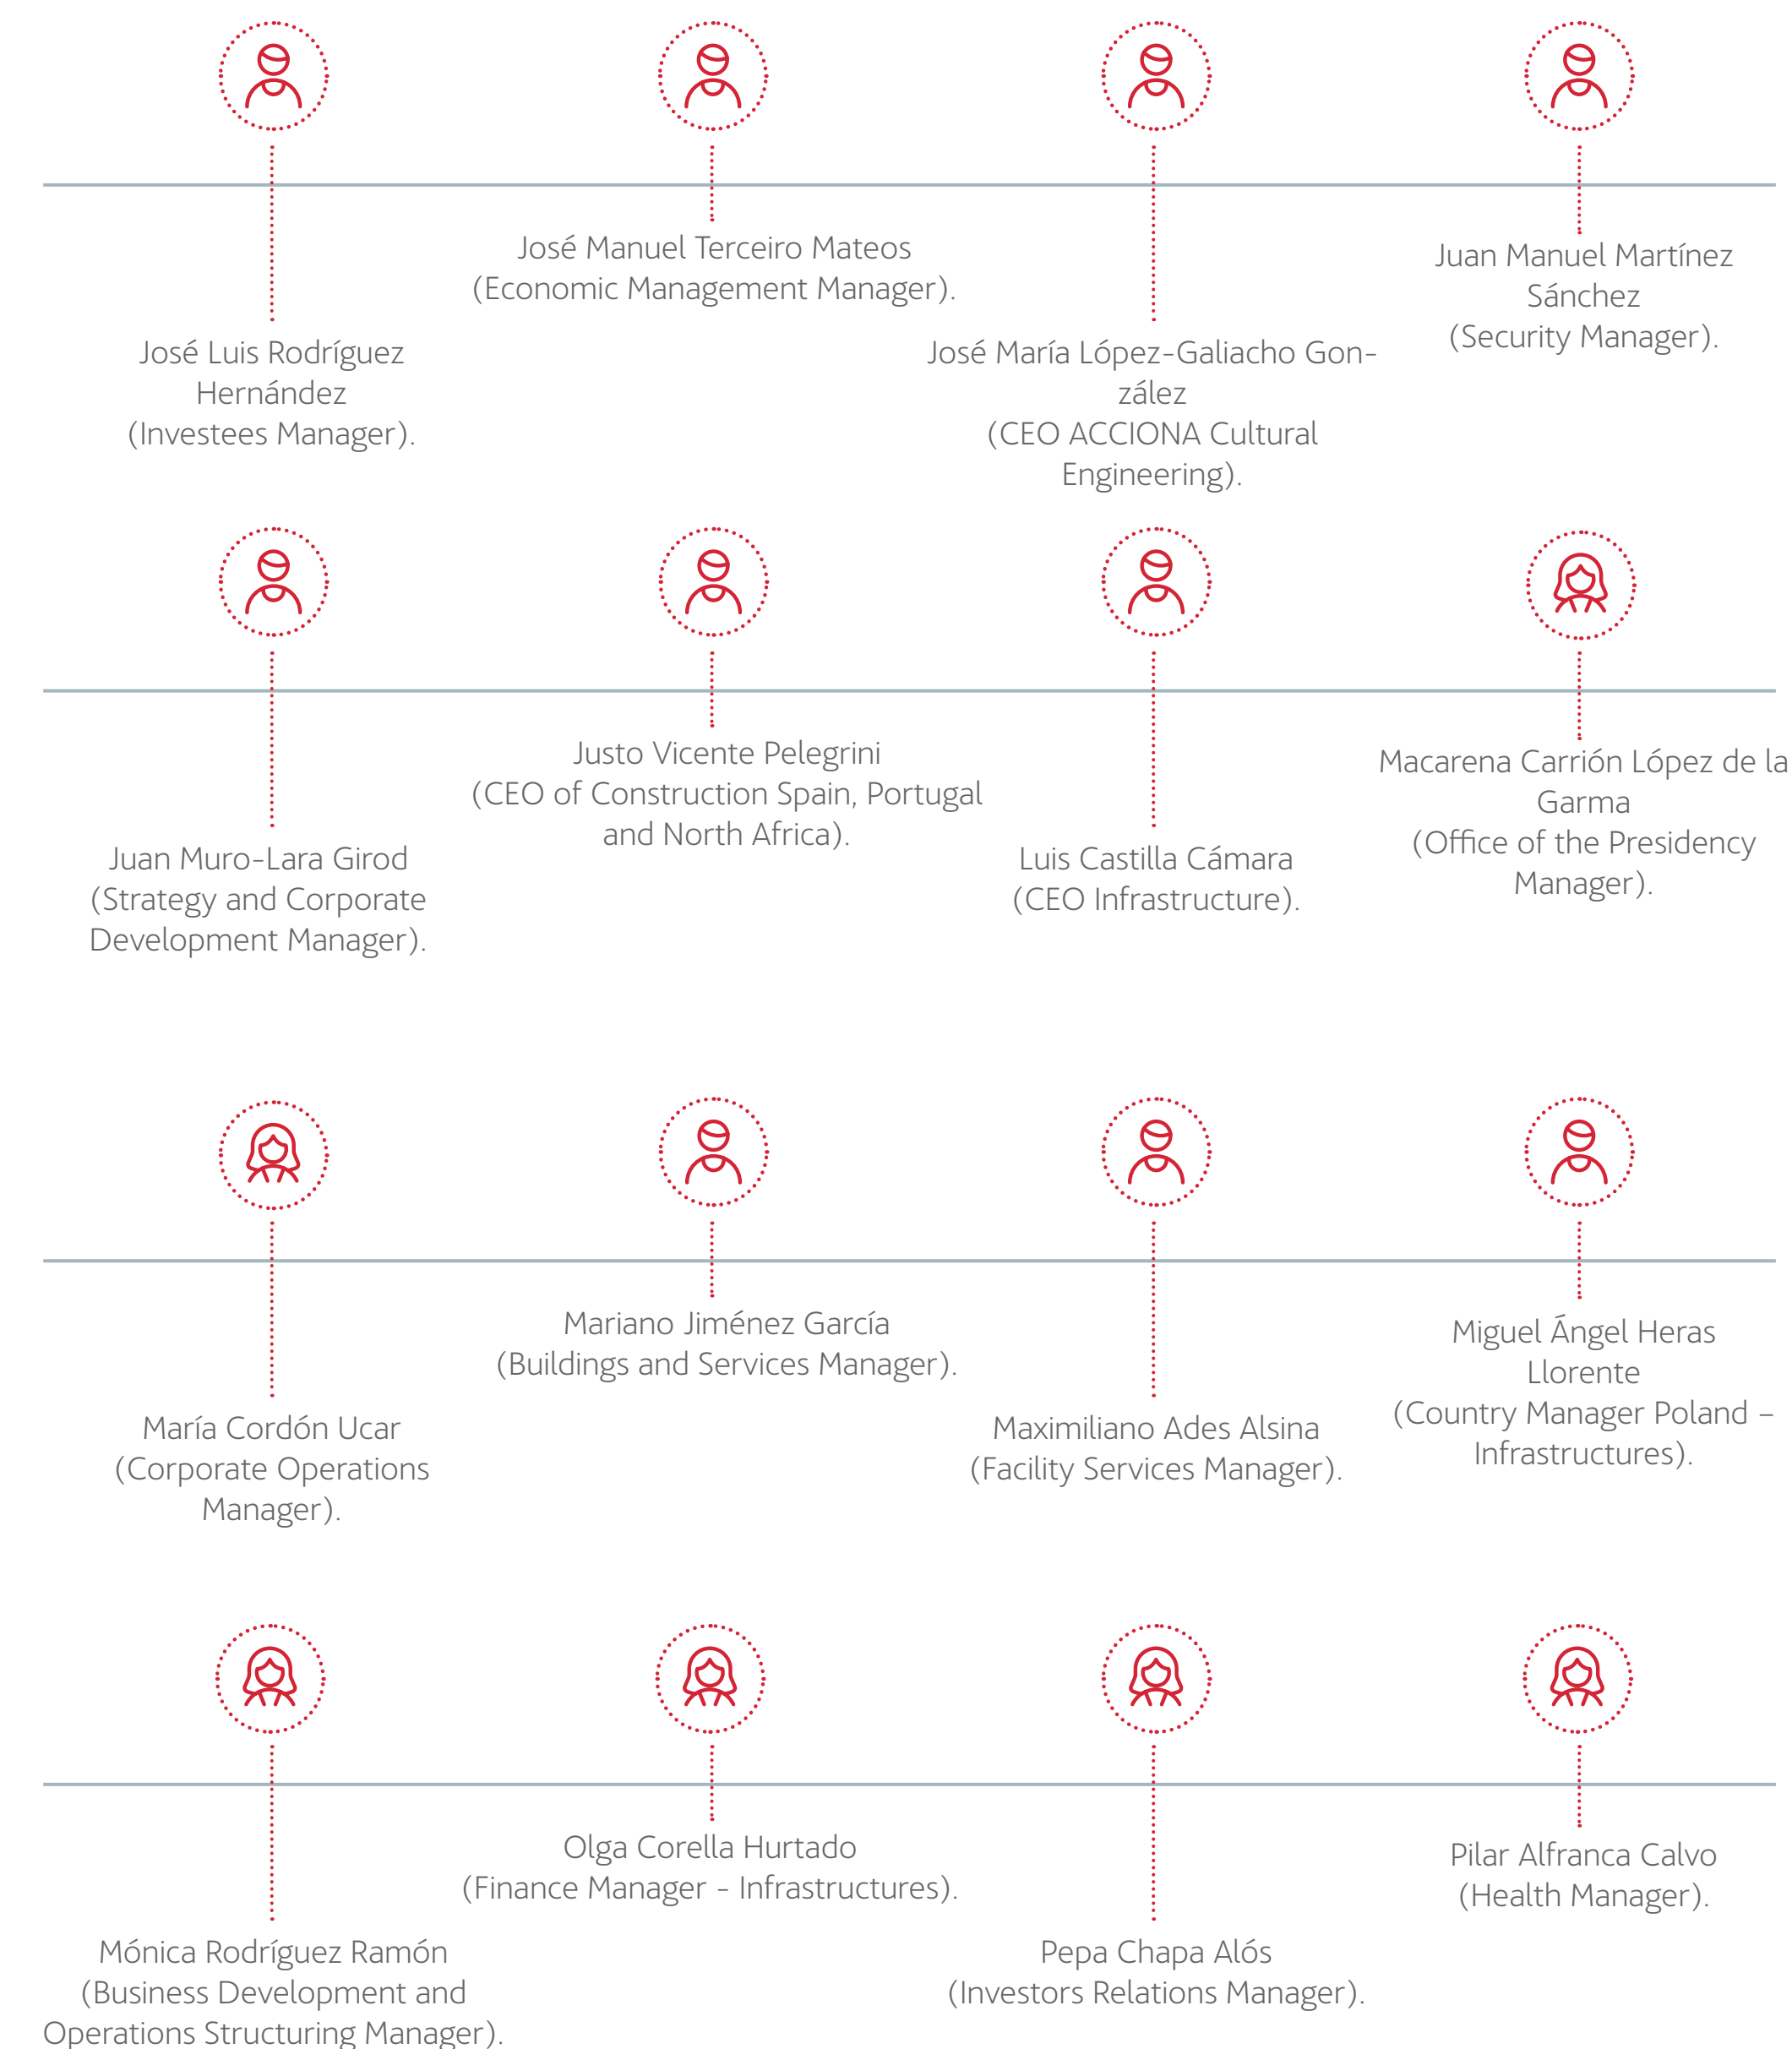 José Luis Rodríguez
Hernández
(Investees Manager).
José Manuel Terceiro Mateos
(Economic Management Manager).
José María López-Galiacho Gon-
zález
(CEO ACCIONA Cultural
Engineering).
Juan Manuel Martínez
Sánchez
(Security Manager).
Juan Muro-Lara Girod
(Strategy and Corporate
Development Manager).
Justo Vicente Pelegrini
(CEO of Construction Spain, Portugal
and North Africa).
Luis Castilla Cámara
(CEO Infrastructure).
Macarena Carrión López de la
Garma
(Office of the Presidency
Manager).
María Cordón Ucar
(Corporate Operations
Manager).
Mariano Jiménez García
(Buildings and Services Manager).
Maximiliano Ades Alsina
(Facility Services Manager).
Miguel Ángel Heras
Llorente
(Country Manager Poland –
Infrastructures).
Mónica Rodríguez Ramón
(Business Development and
Operations Structuring Manager).
Olga Corella Hurtado
(Finance Manager - Infrastructures).
Pepa Chapa Alós
(Investors Relations Manager).
Pilar Alfranca Calvo
(Health Manager).